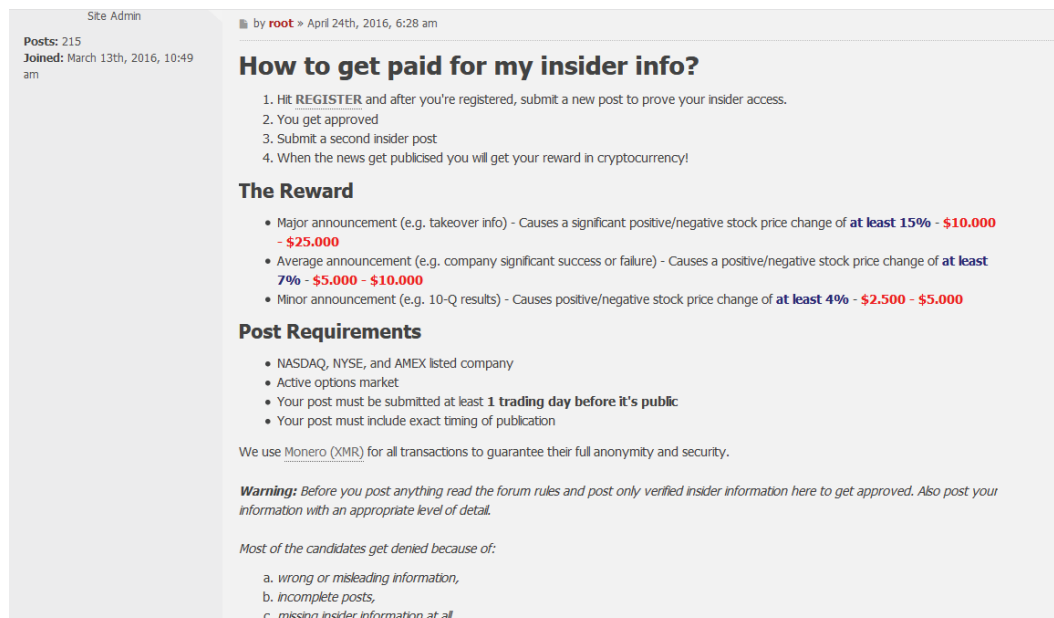 Site Admin
Posts: 215
Joined: March 13th, 2016, 10:49
am
by root » April 24th, 2016, 6:28 am
How to get paid for my insider info?
1. Hit REGISTER and after you're registered, submit a new post to prove your insider access.
2. You get approved
3. Submit a second insider post
4. When the news get publicised you will get your reward in cryptocurrency!
The Reward
• Major announcement (e.g. takeover info) - Causes a significant positive/negative stock price change of at least 15% - $10.000
- $25.000
• Average announcement (e.g. company significant success or failure) - Causes a positive/negative stock price change of at least
7% - $5.000 - $10.000
• Minor announcement (e.g. 10-Q results) - Causes positive/negative stock price change of at least 4% - $2.500 - $5.000
Post Requirements
• NASDAQ, NYSE, and AMEX listed company
• Active options market
• Your post must be submitted at least 1 trading day before it's public
• Your post must include exact timing of publication
We use Monero (XMR) for all transactions to guarantee their full anonymity and security.
Warning: Before you post anything read the forum rules and post only verified insider information here to get approved. Also post your
information with an appropriate level of detail.
Most of the candidates get denied because of:
a. wrong or misleading information,
b. incomplete posts,
c. missing insider information at all